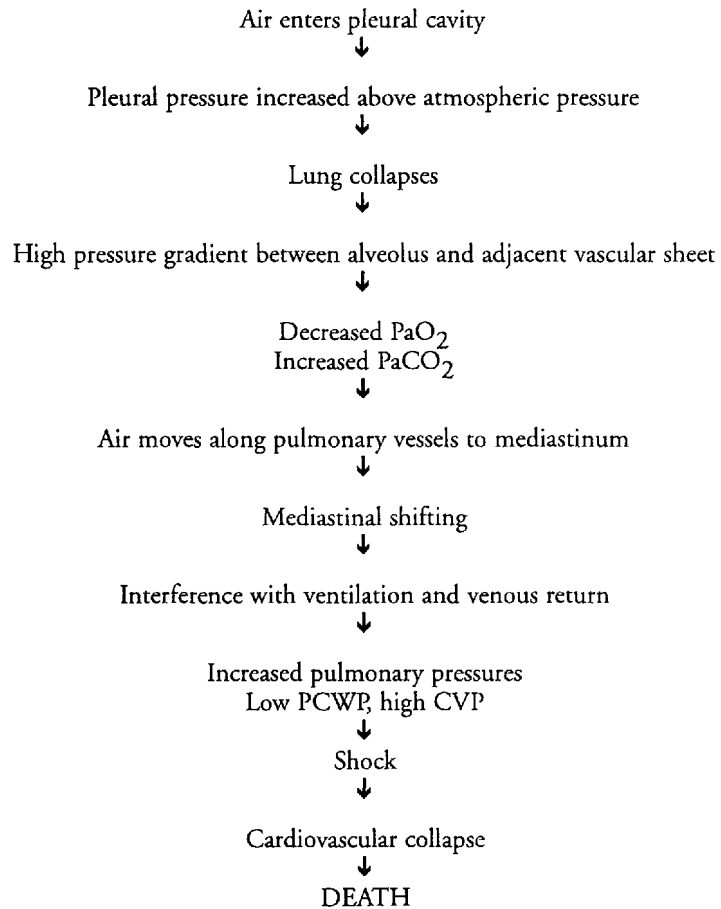 Air enters pleural cavity
↓
Pleural pressure increased above atmospheric pressure
↓
Lung collapses
↓
High pressure gradient between alveolus and adjacent vascular sheet
↓
Decreased PaO2
Increased PaCO2
↓
Air moves along pulmonary vessels to mediastinum
↓
Mediastinal shifting
↓
Interference with ventilation and venous return
↓
Increased pulmonary pressures
Low PCWP, high CVP
↓
Shock
↓
Cardiovascular collapse
↓
DEATH